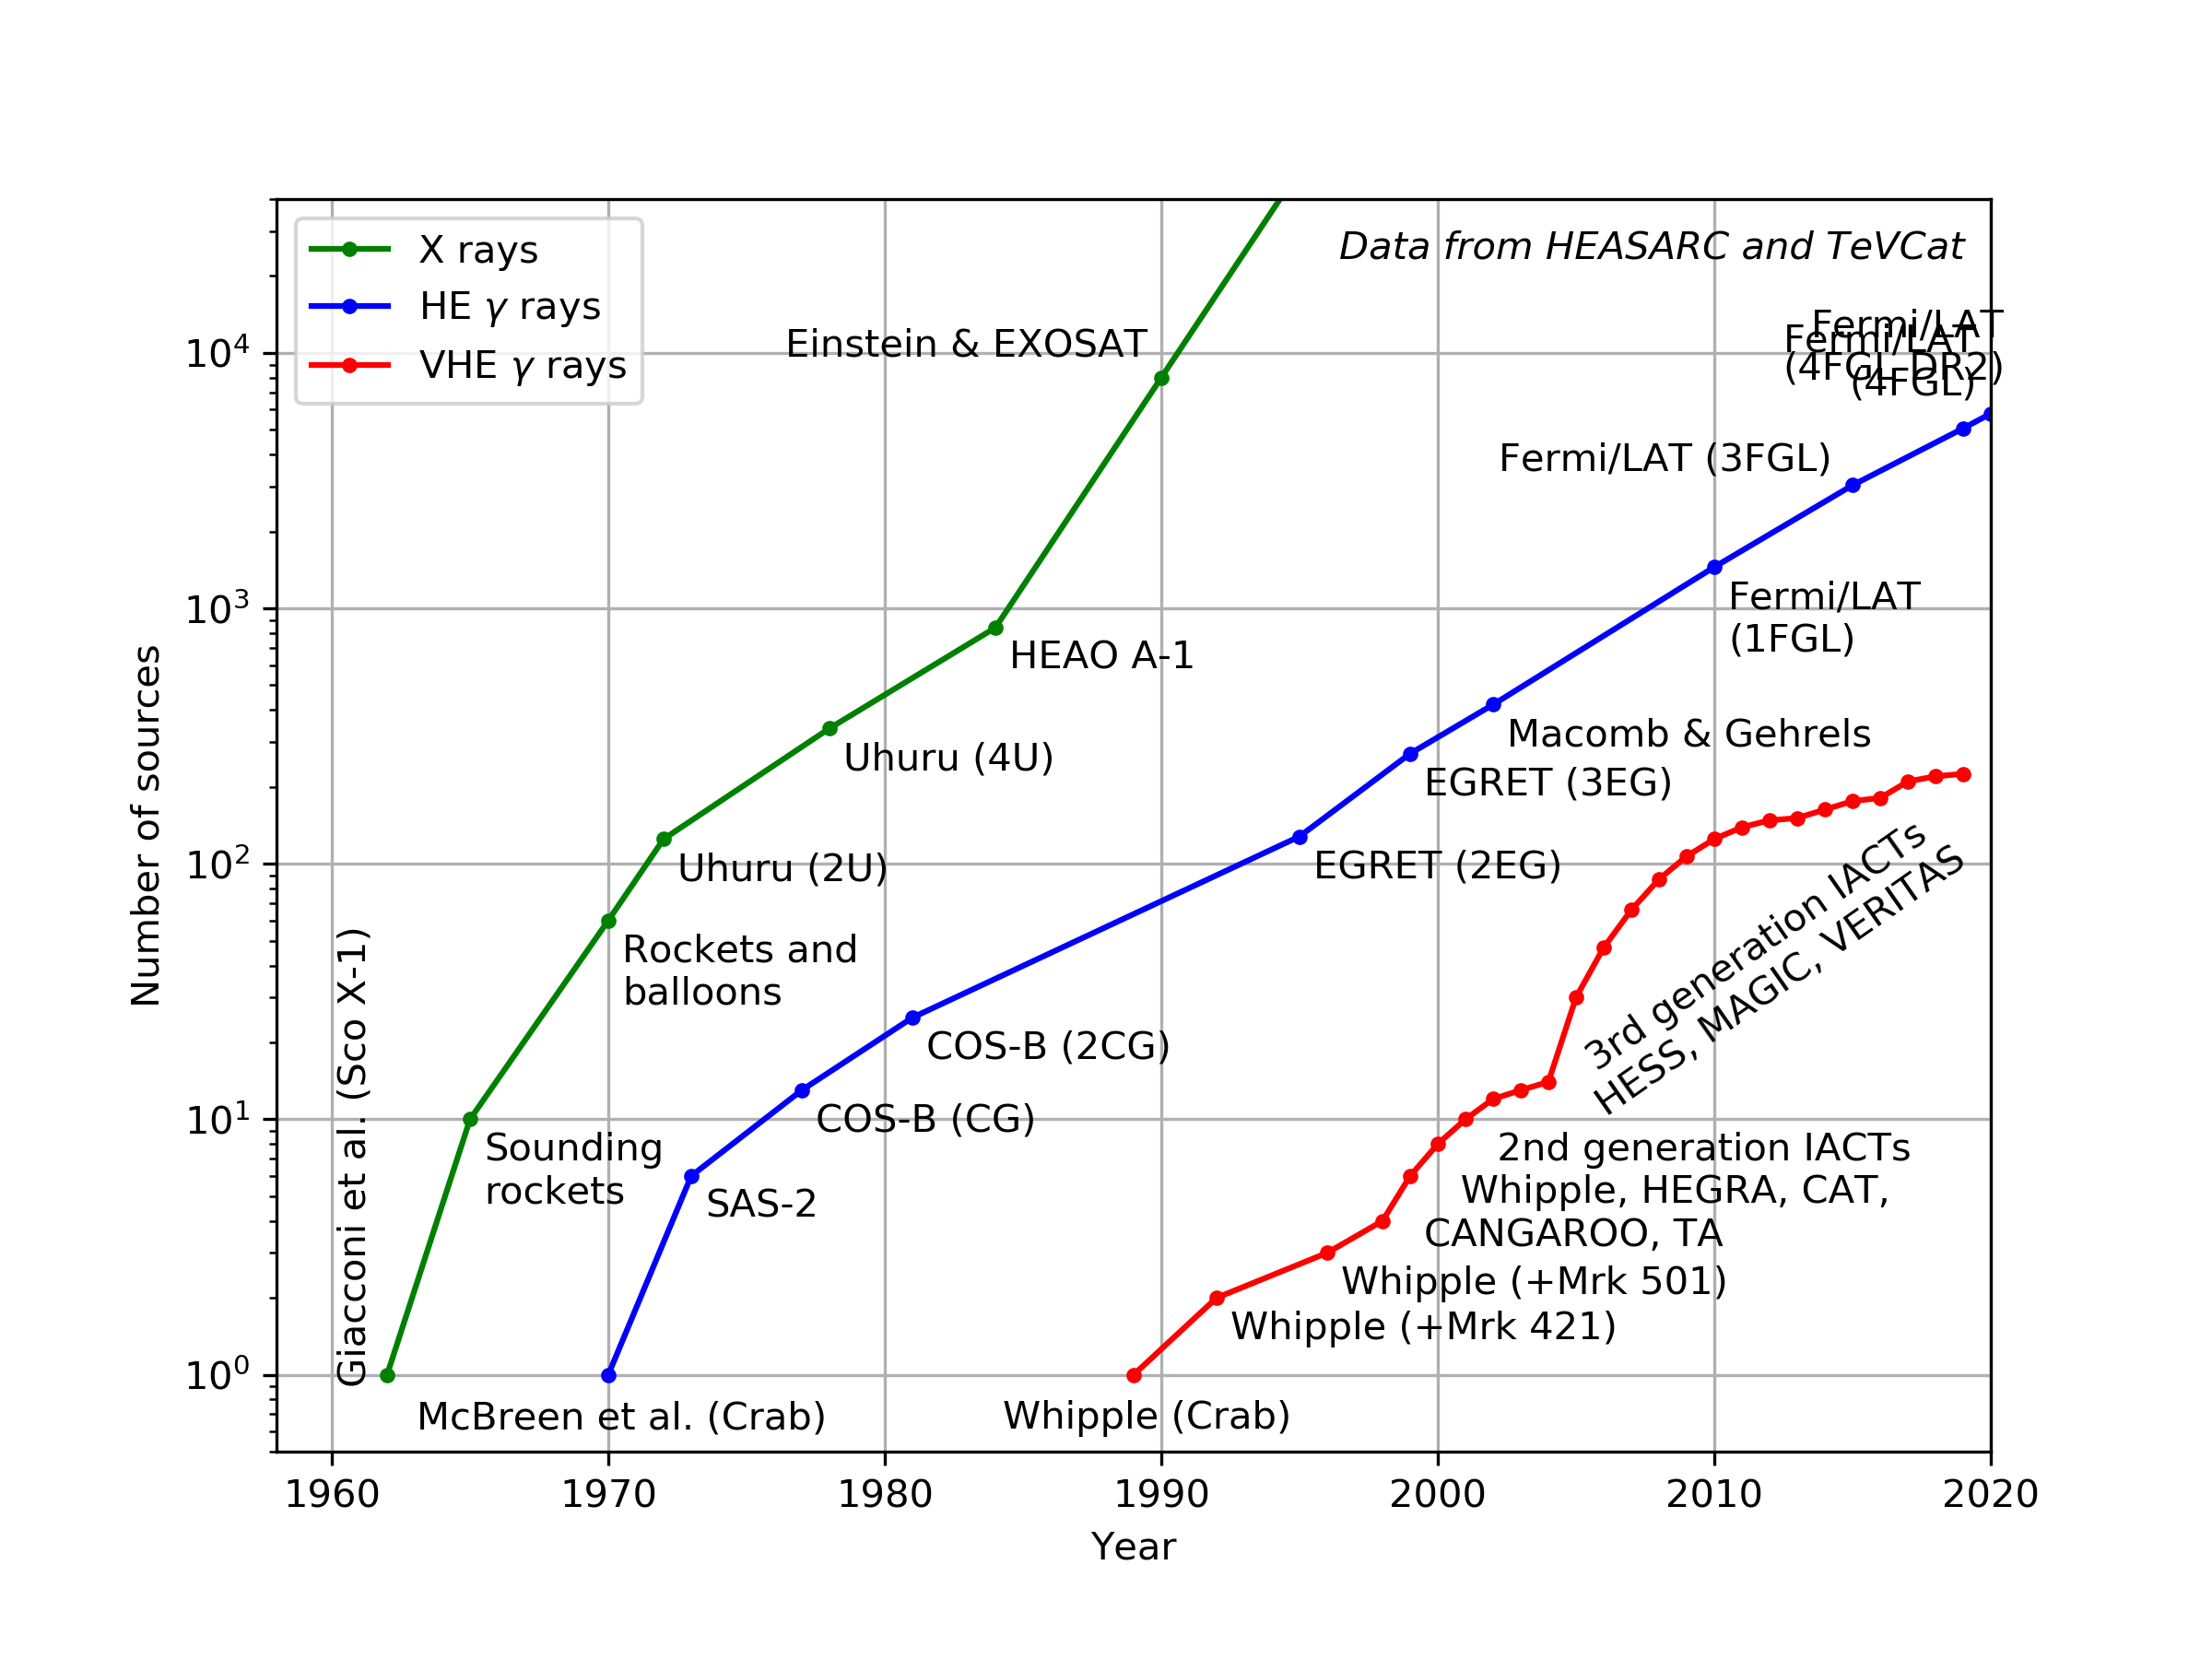 X rays
HE γ rays
VHE γ rays
Data from HEASARC and TeVCat
Einstein & EXOSAT
Fermi/LAT
(4FGL DR2)
Fermi/LAT
(4FGL)
Fermi/LAT (3FGL)
Fermi/LAT
(1FGL)
HEAO A-1
Macomb & Gehrels
Uhuru (4U)
EGRET (3EG)
Uhuru (2U)
EGRET (2EG)
Rockets and
balloons
Giacconi et al. (Sco X-1)
3rd generation IACTs
HESS, MAGIC, VERITAS
COS-B (2CG)
COS-B (CG)
Sounding
rockets
SAS-2
2nd generation IACTs
Whipple, HEGRA, CAT,
CANGAROO, TA
Whipple (+Mrk 501)
Whipple (+Mrk 421)
McBreen et al. (Crab)
Whipple (Crab)
Number of sources
10⁴
10³
10²
10¹
10⁰
1960 1970 1980 1990 2000 2010 2020
Year